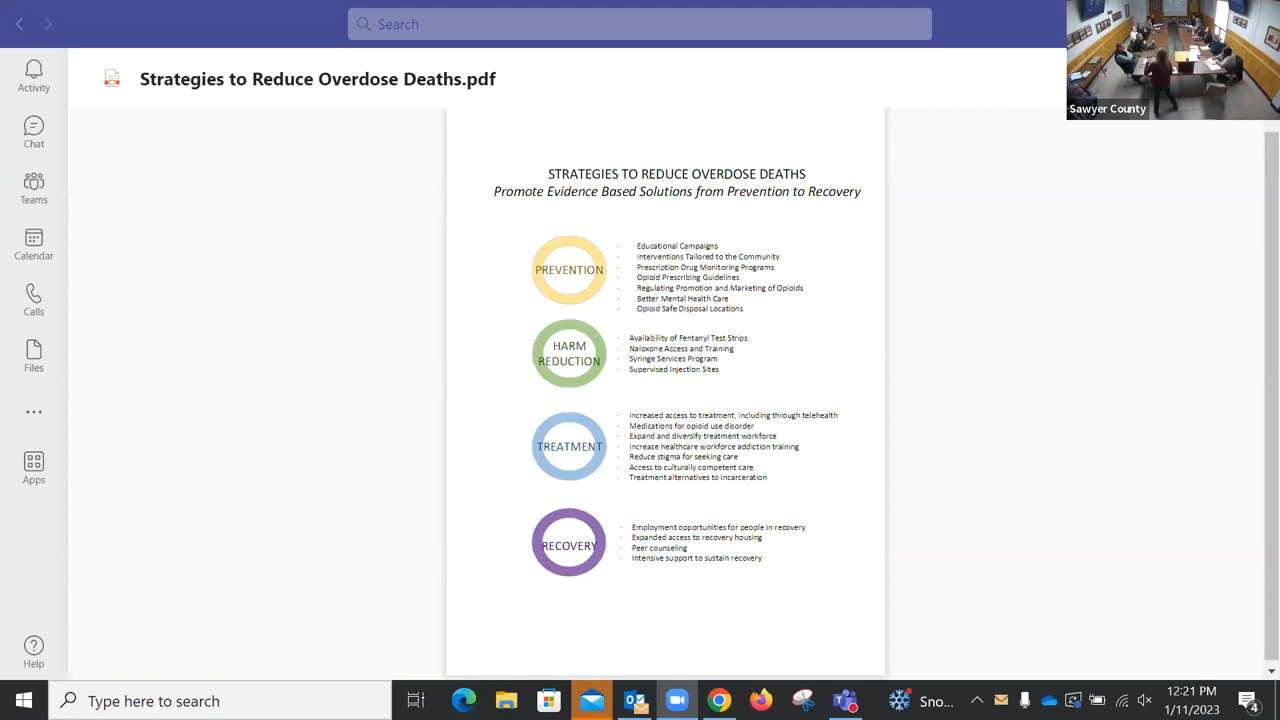 Search
Sawyer County
Activity
Chat
Teams
Calendar
Calls
Files
Apps
Help
Strategies to Reduce Overdose Deaths.pdf
STRATEGIES TO REDUCE OVERDOSE DEATHS
Promote Evidence Based Solutions from Prevention to Recovery
PREVENTION
· Educational Campaigns
· Interventions Tailored to the Community
· Prescription Drug Monitoring Programs
· Opioid Prescribing Guidelines
· Regulating Promotion and Marketing of Opioids
· Better Mental Health Care
· Opioid Safe Disposal Locations
HARM
REDUCTION
· Availability of Fentanyl Test Strips
· Naloxone Access and Training
· Syringe Services Program
· Supervised Injection Sites
TREATMENT
· Increased access to treatment, including through telehealth
· Medications for opioid use disorder
· Expand and diversify treatment workforce
· Increase healthcare workforce addiction training
· Reduce stigma for seeking care
· Access to culturally competent care
· Treatment alternatives to incarceration
RECOVERY
· Employment opportunities for people in recovery
· Expanded access to recovery housing
· Peer counseling
· Intensive support to sustain recovery
Type here to search
Sno...
12:21 PM
1/11/2023
4